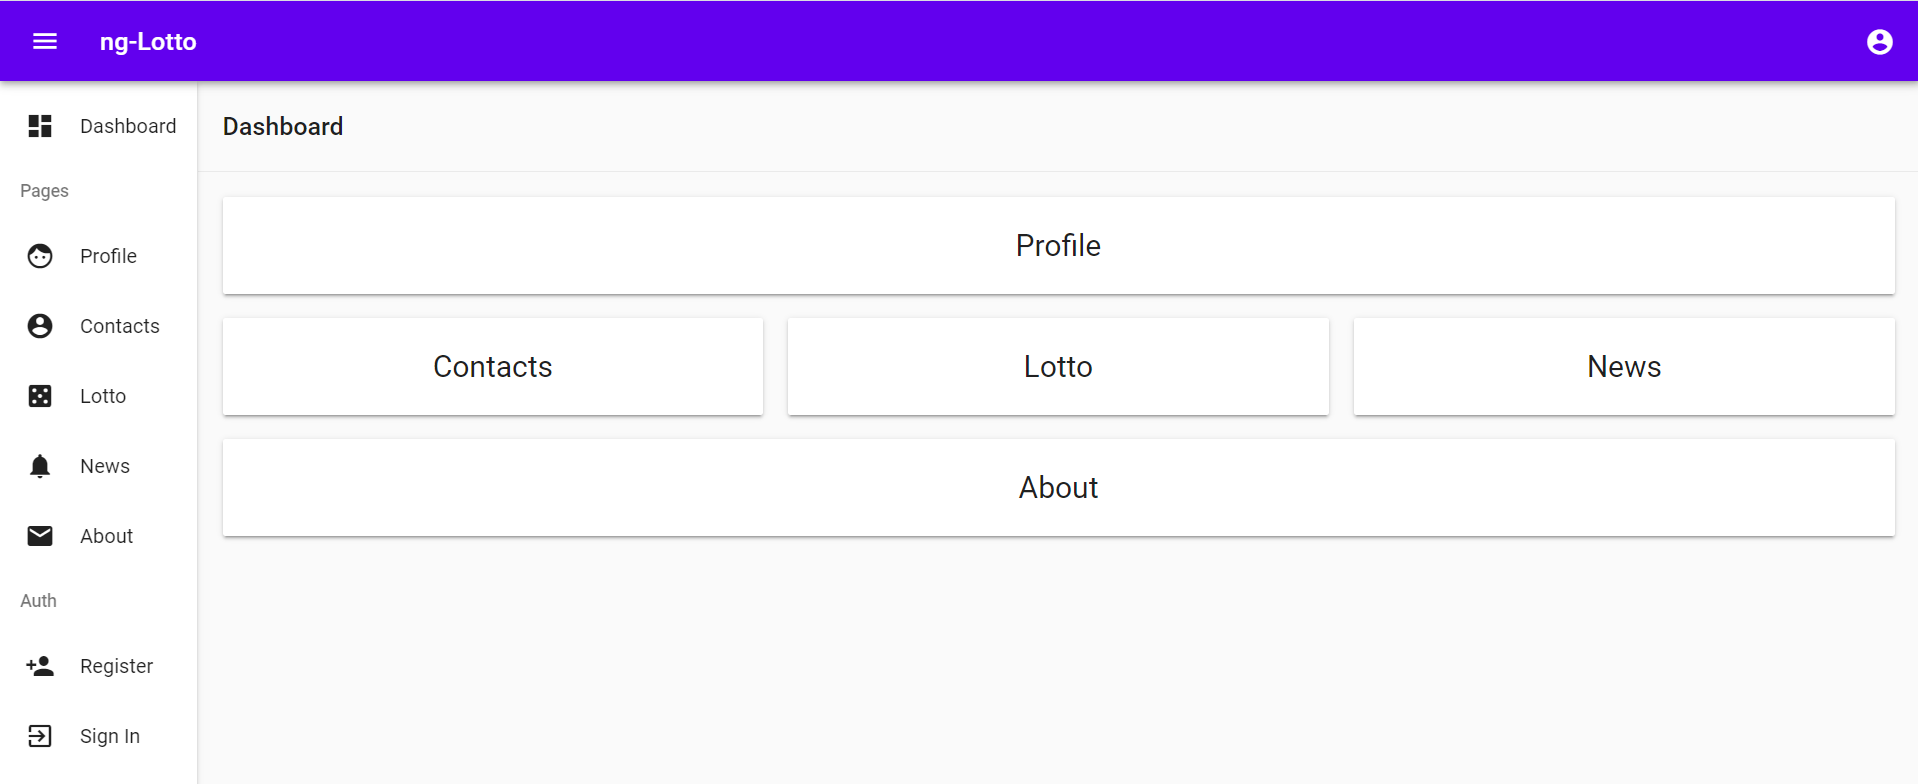 ng-Lotto
Dashboard
Pages
Profile
Contacts
Lotto
News
About
Auth
Register
Sign In
Dashboard
Profile
Contacts
Lotto
News
About